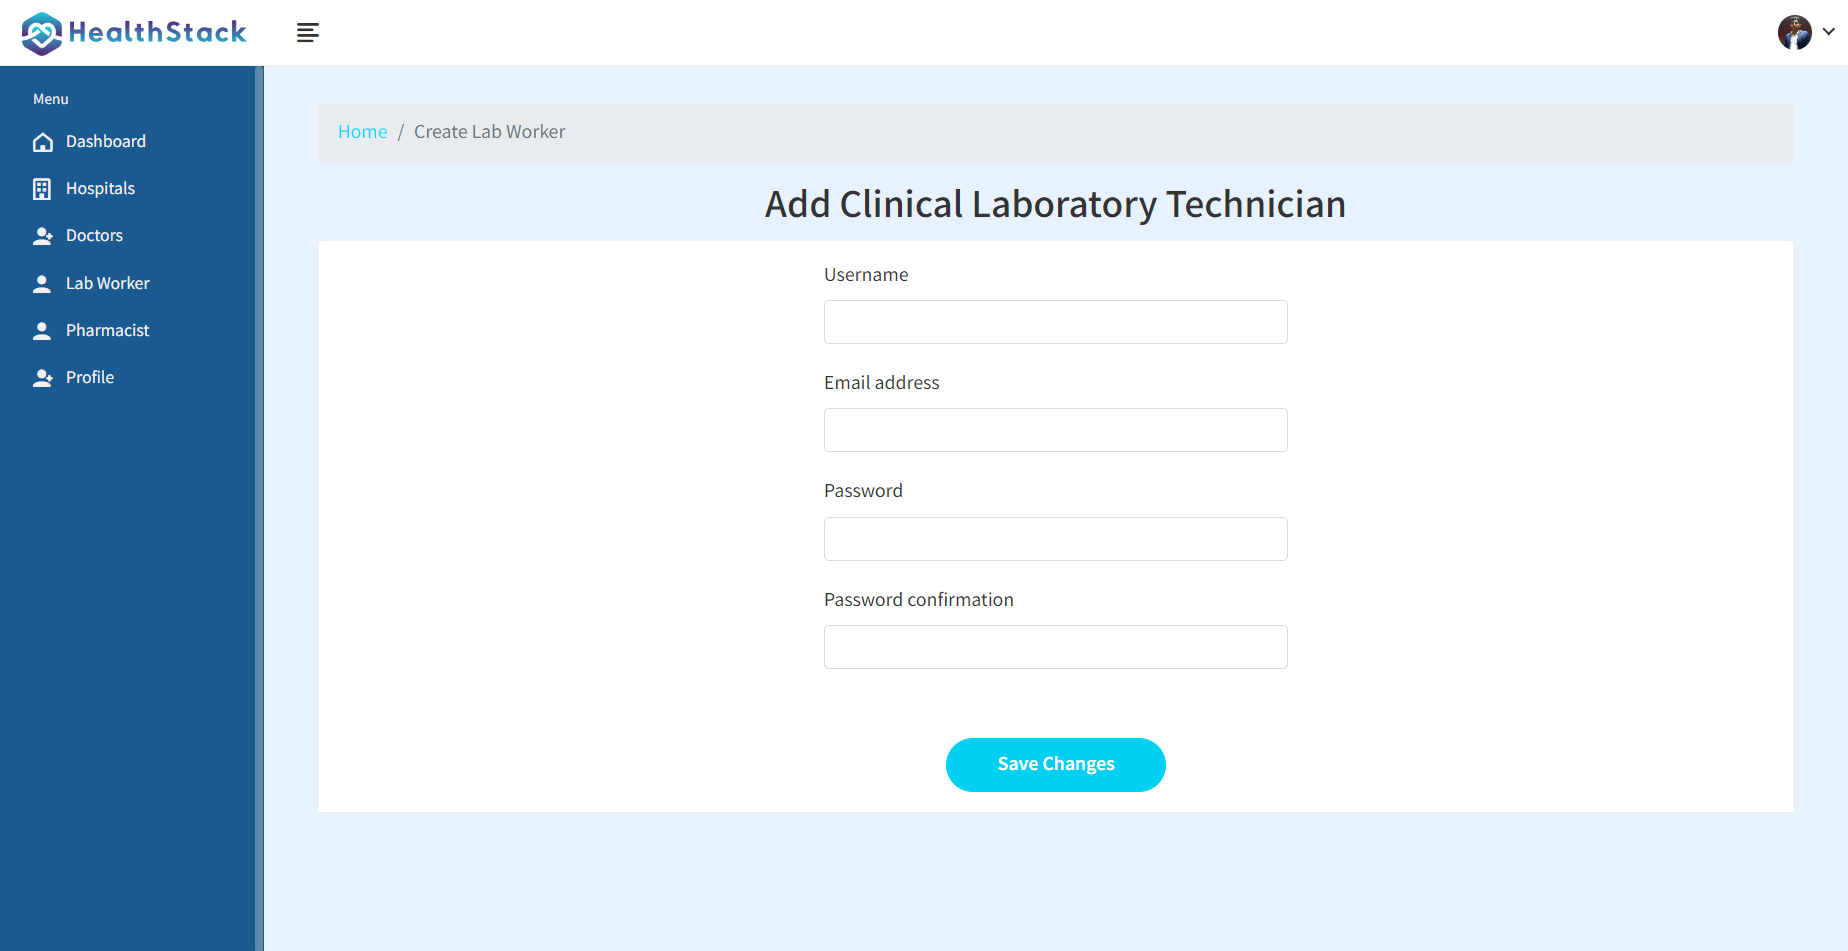 HealthStack
Menu
Dashboard
Hospitals
Doctors
Lab Worker
Pharmacist
Profile
Home / Create Lab Worker
Add Clinical Laboratory Technician
Username
Email address
Password
Password confirmation
Save Changes